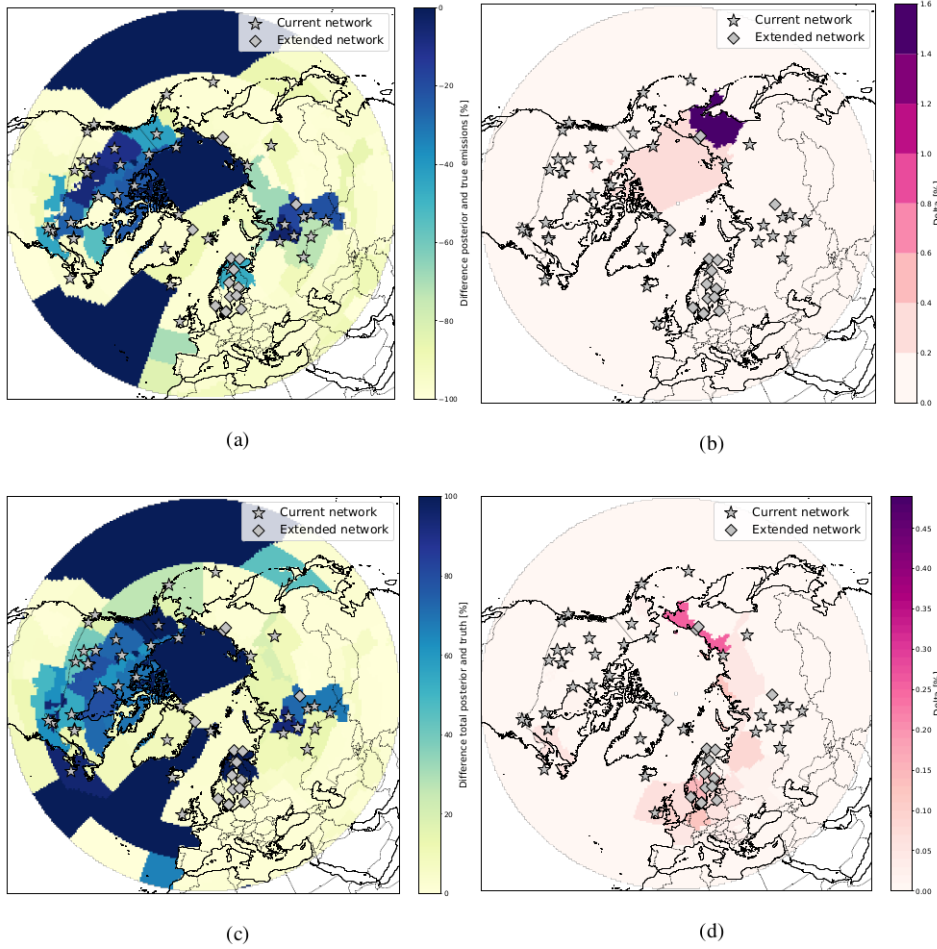 Current network
Extended network
0
−20
−40
−60
−80
−100
Difference posterior and true emissions [%]
(a)
Current network
Extended network
1.6
1.4
1.2
1.0
0.8
0.6
0.4
0.2
0.0
Delta [%]
(b)
Current network
Extended network
100
80
60
40
20
0
Difference total posterior and truth [%]
(c)
Current network
Extended network
0.45
0.40
0.35
0.30
0.25
0.20
0.15
0.10
0.05
0.00
Delta [%]
(d)